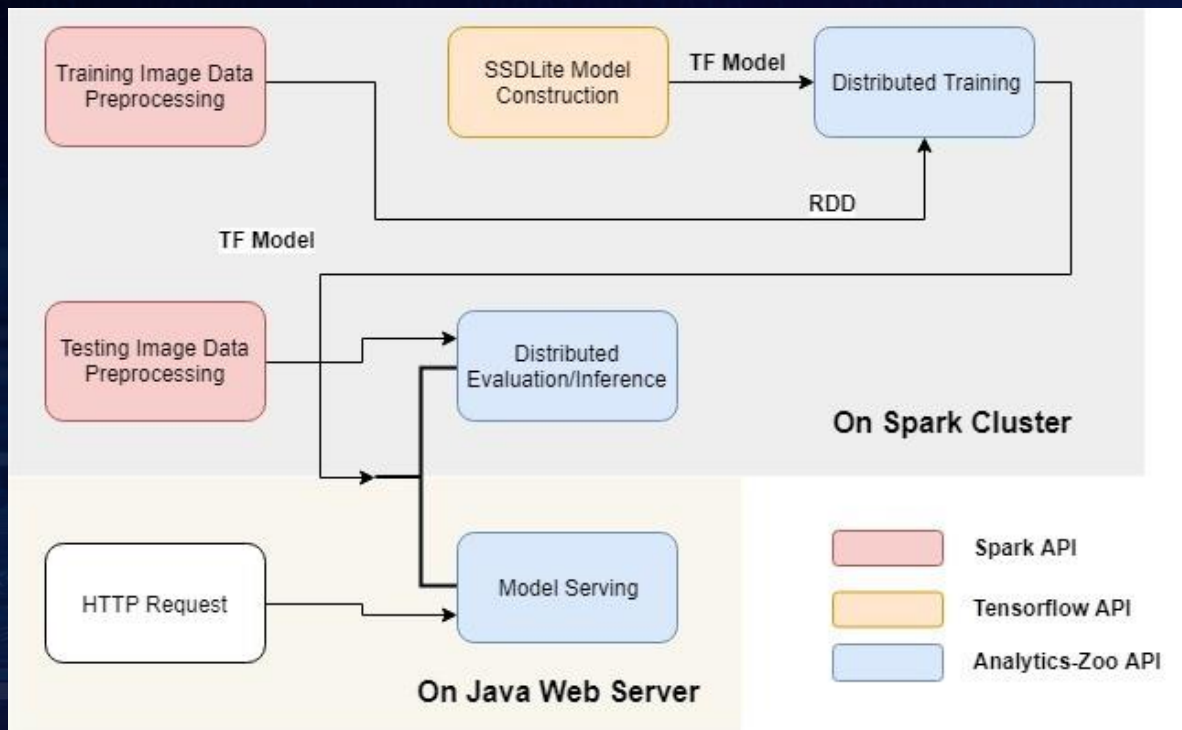 Training Image Data
Preprocessing
SSDLite Model
Construction
TF Model
Distributed Training
RDD
TF Model
Testing Image Data
Preprocessing
Distributed
Evaluation/Inference
On Spark Cluster
HTTP Request
Model Serving
On Java Web Server
Spark API
Tensorflow API
Analytics-Zoo API